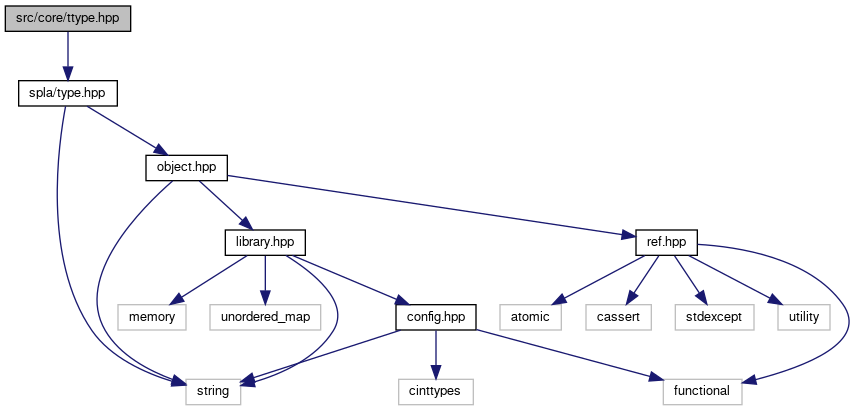 src/core/ttype.hpp
spla/type.hpp
object.hpp
library.hpp
ref.hpp
memory
unordered_map
config.hpp
atomic
cassert
stdexcept
utility
string
cinttypes
functional